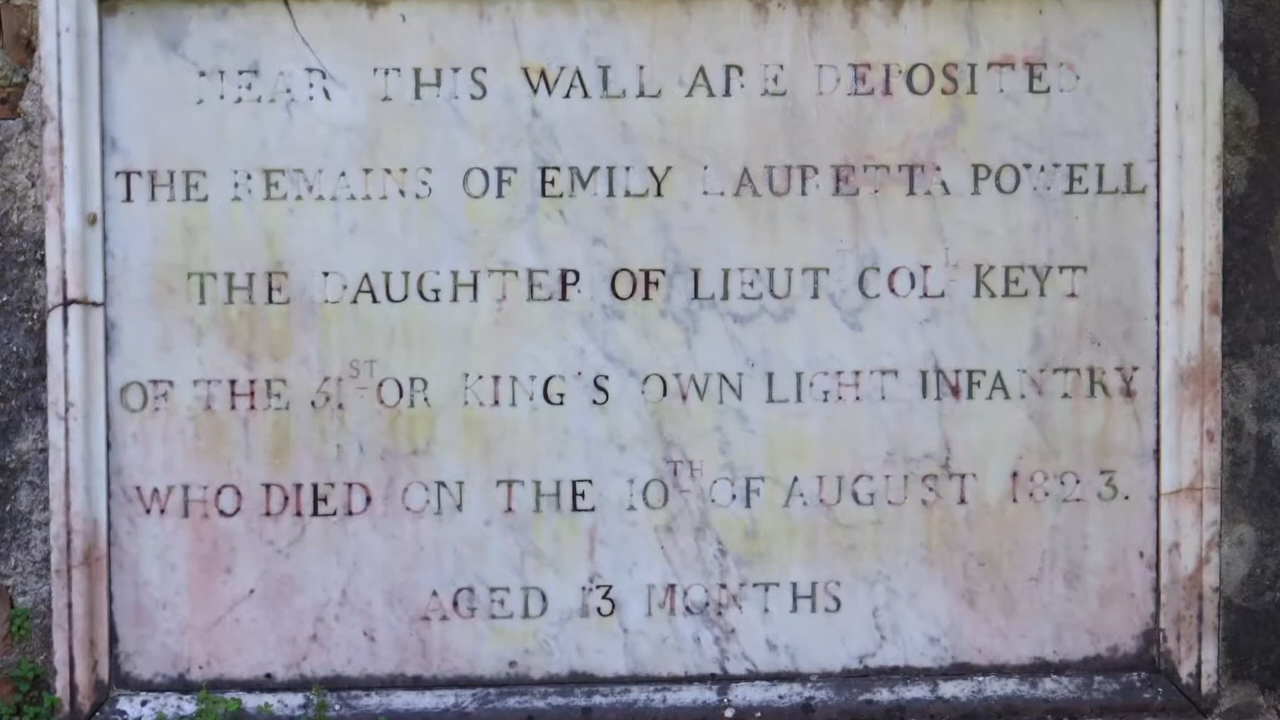 NEAR THIS WALL ARE DEPOSITED
THE REMAINS OF EMILY LAURETTA POWELL
THE DAUGHTER OF LIEUT COL KEYT
OF THE 51ST OR KING'S OWN LIGHT INFANTRY
WHO DIED ON THE 10TH OF AUGUST 1823.
AGED 13 MONTHS